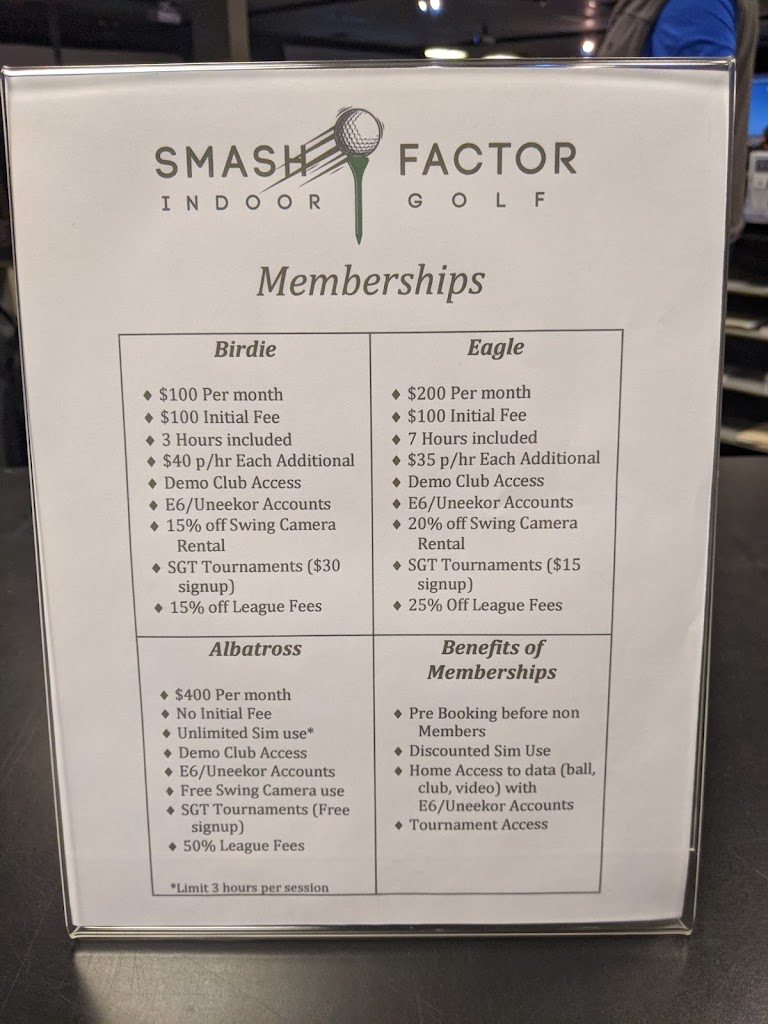 SMASH FACTOR
INDOOR GOLF
Memberships
Birdie
♦ $100 Per month
♦ $100 Initial Fee
♦ 3 Hours included
♦ $40 p/hr Each Additional
♦ Demo Club Access
♦ E6/Uneekor Accounts
♦ 15% off Swing Camera
Rental
♦ SGT Tournaments ($30
signup)
♦ 15% off League Fees
Eagle
♦ $200 Per month
♦ $100 Initial Fee
♦ 7 Hours included
♦ $35 p/hr Each Additional
♦ Demo Club Access
♦ E6/Uneekor Accounts
♦ 20% off Swing Camera
Rental
♦ SGT Tournaments ($15
signup)
♦ 25% Off League Fees
Albatross
♦ $400 Per month
♦ No Initial Fee
♦ Unlimited Sim use*
♦ Demo Club Access
♦ E6/Uneekor Accounts
♦ Free Swing Camera use
♦ SGT Tournaments (Free
signup)
♦ 50% League Fees
*Limit 3 hours per session
Benefits of
Memberships
♦ Pre Booking before non
Members
♦ Discounted Sim Use
♦ Home Access to data (ball,
club, video) with
E6/Uneekor Accounts
♦ Tournament Access